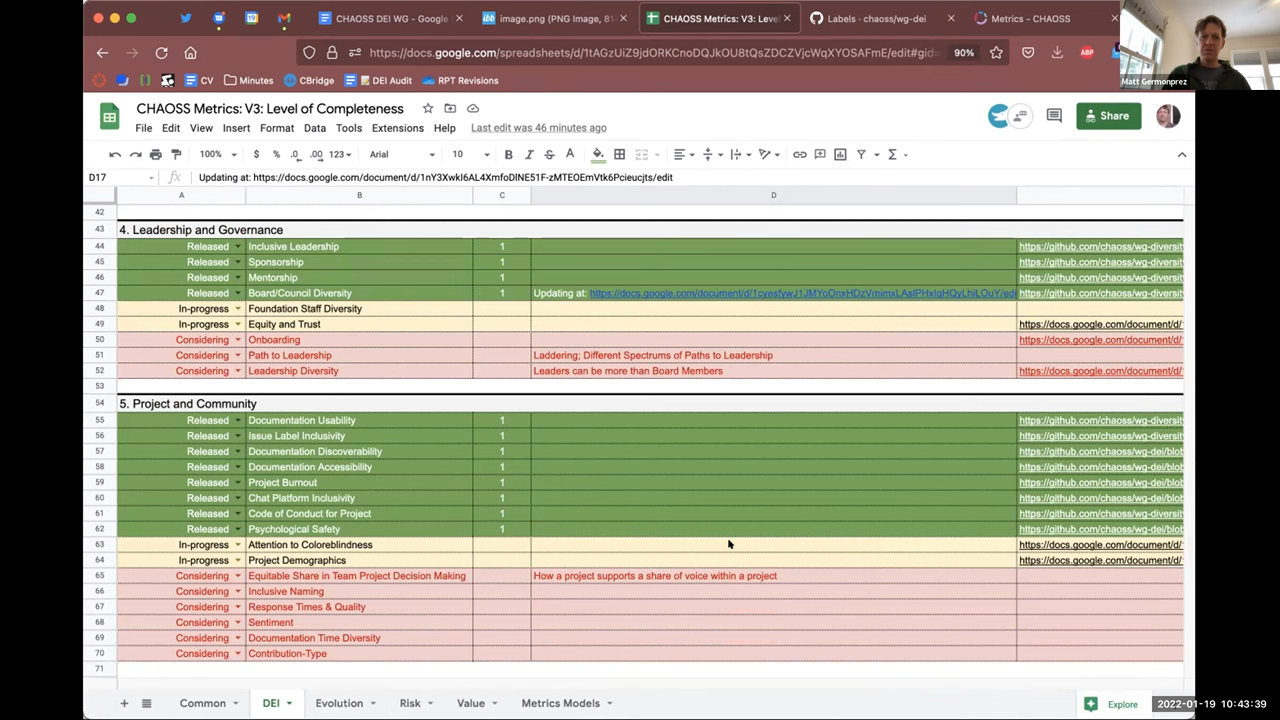 CHAOSS DEI WG - Google
image.png (PNG Image, 81
CHAOSS Metrics: V3: Level
Labels · chaoss/wg-dei
Metrics - CHAOSS
https://docs.google.com/spreadsheets/d/1tAGzUiZ9jdORKCnoDQJkOU8tQsZDCZVjcWqXYOSAFmE/edit#gid=
90%
ABP
Matt Germonprez
CV
Minutes
CBridge
DEI Audit
RPT Revisions
CHAOSS Metrics: V3: Level of Completeness
File Edit View Insert Format Data Tools Extensions Help Last edit was 46 minutes ago
Share
100% $ % .0 .00 123 Arial 10 B I S A
D17 fx Updating at: https://docs.google.com/document/d/1nY3XwkI6AL4XmfoDlNE51F-zMTEOEmVtk6Pcieucjts/edit
A B C D
42
43 4. Leadership and Governance
44 Released Inclusive Leadership 1 https://github.com/chaoss/wg-diversity
45 Released Sponsorship 1 https://github.com/chaoss/wg-diversity
46 Released Mentorship 1 https://github.com/chaoss/wg-diversity
47 Released Board/Council Diversity 1 Updating at: https://github.com/chaoss/wg-diversity
48 In-progress Foundation Staff Diversity
49 In-progress Equity and Trust https://docs.google.com/document/d/
50 Considering Onboarding https://docs.google.com/document/d/
51 Considering Path to Leadership Laddering; Different Spectrums of Paths to Leadership
52 Considering Leadership Diversity Leaders can be more than Board Members https://docs.google.com/document/d/
53
54 5. Project and Community
55 Released Documentation Usability 1 https://github.com/chaoss/wg-diversity
56 Released Issue Label Inclusivity 1 https://github.com/chaoss/wg-diversity
57 Released Documentation Discoverability 1 https://github.com/chaoss/wg-dei/blob
58 Released Documentation Accessibility 1 https://github.com/chaoss/wg-dei/blob
59 Released Project Burnout 1 https://github.com/chaoss/wg-dei/blob
60 Released Chat Platform Inclusivity 1 https://github.com/chaoss/wg-dei/blob
61 Released Code of Conduct for Project 1 https://github.com/chaoss/wg-diversity
62 Released Psychological Safety 1 https://github.com/chaoss/wg-dei/blob
63 In-progress Attention to Coloreblindness https://docs.google.com/document/d/
64 In-progress Project Demographics https://docs.google.com/document/d/
65 Considering Equitable Share in Team Project Decision Making How a project supports a share of voice within a project
66 Considering Inclusive Naming
67 Considering Response Times & Quality
68 Considering Sentiment
69 Considering Documentation Time Diversity
70 Considering Contribution-Type
71
Common DEI Evolution Risk Value Metrics Models
Explore
2022-01-19 10:43:39